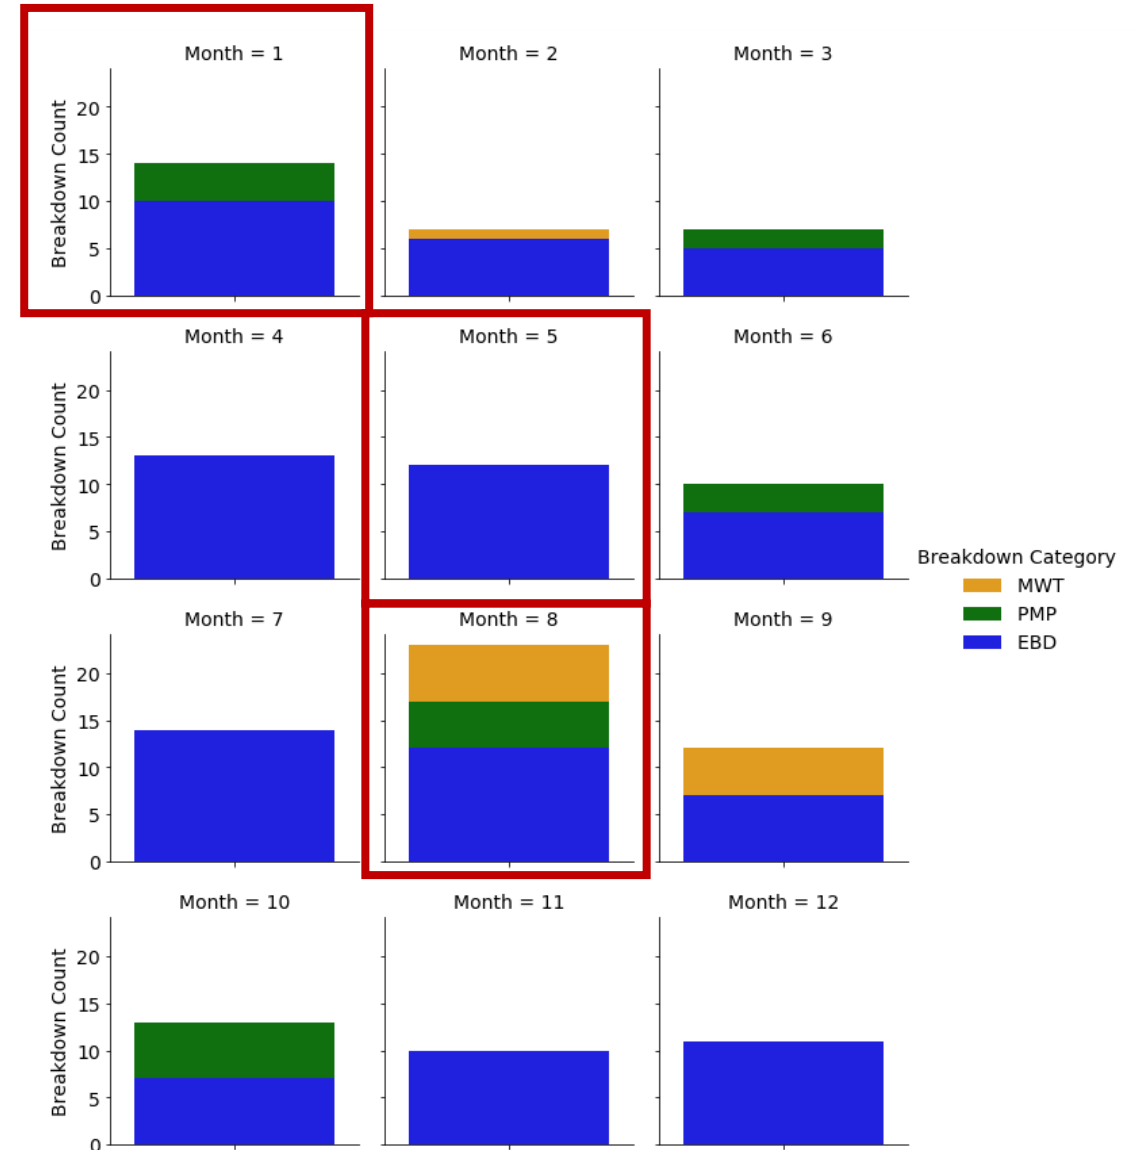 Month = 1
Month = 2
Month = 3
Breakdown Count
20
15
10
5
0
Month = 4
Month = 5
Month = 6
Breakdown Count
20
15
10
5
0
Breakdown Category
MWT
PMP
EBD
Month = 7
Month = 8
Month = 9
Breakdown Count
20
15
10
5
0
Month = 10
Month = 11
Month = 12
Breakdown Count
20
15
10
5
0